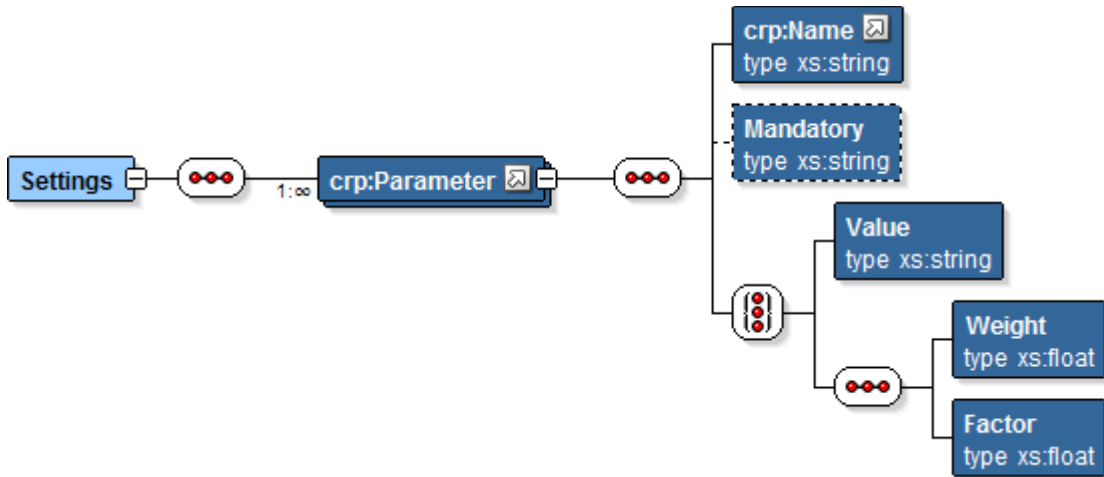 crp:Name
type xs:string
Mandatory
type xs:string
Settings
1:∞
crp:Parameter
Value
type xs:string
Weight
type xs:float
Factor
type xs:float